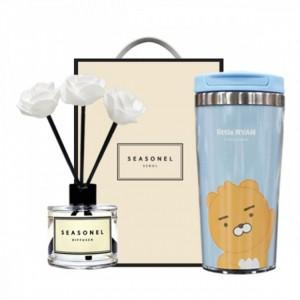 SEASONEL
SEOUL
little RYAN
SEASONEL
DIFFUSER